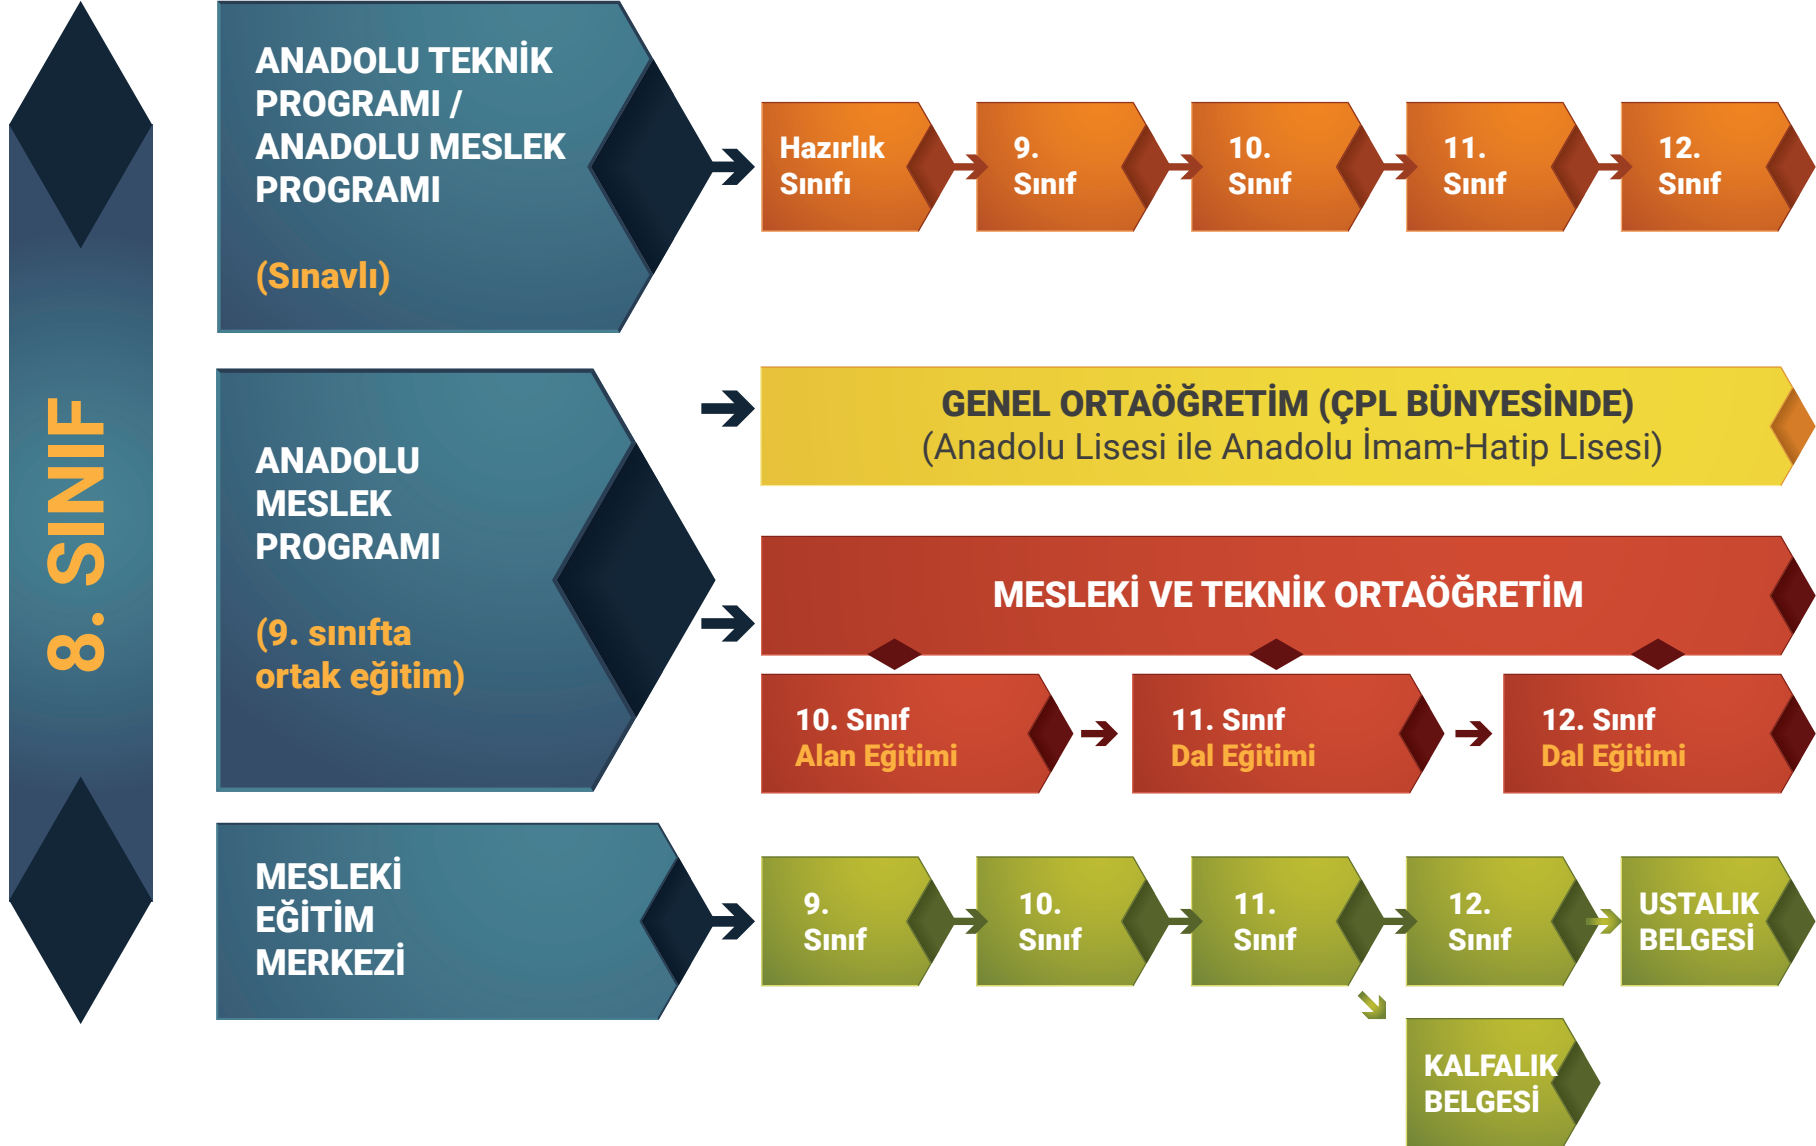 8. SINIF
ANADOLU TEKNİK
PROGRAMI /
ANADOLU MESLEK
PROGRAMI
(Sınavlı)
Hazırlık
Sınıfı
9.
Sınıf
10.
Sınıf
11.
Sınıf
12.
Sınıf
ANADOLU
MESLEK
PROGRAMI
(9. sınıfta
ortak eğitim)
GENEL ORTAÖĞRETİM (ÇPL BÜNYESİNDE)
(Anadolu Lisesi ile Anadolu İmam-Hatip Lisesi)
MESLEKİ VE TEKNİK ORTAÖĞRETİM
10. Sınıf
Alan Eğitimi
11. Sınıf
Dal Eğitimi
12. Sınıf
Dal Eğitimi
MESLEKİ
EĞİTİM
MERKEZİ
9.
Sınıf
10.
Sınıf
11.
Sınıf
12.
Sınıf
USTALIK
BELGESİ
KALFALIK
BELGESİ